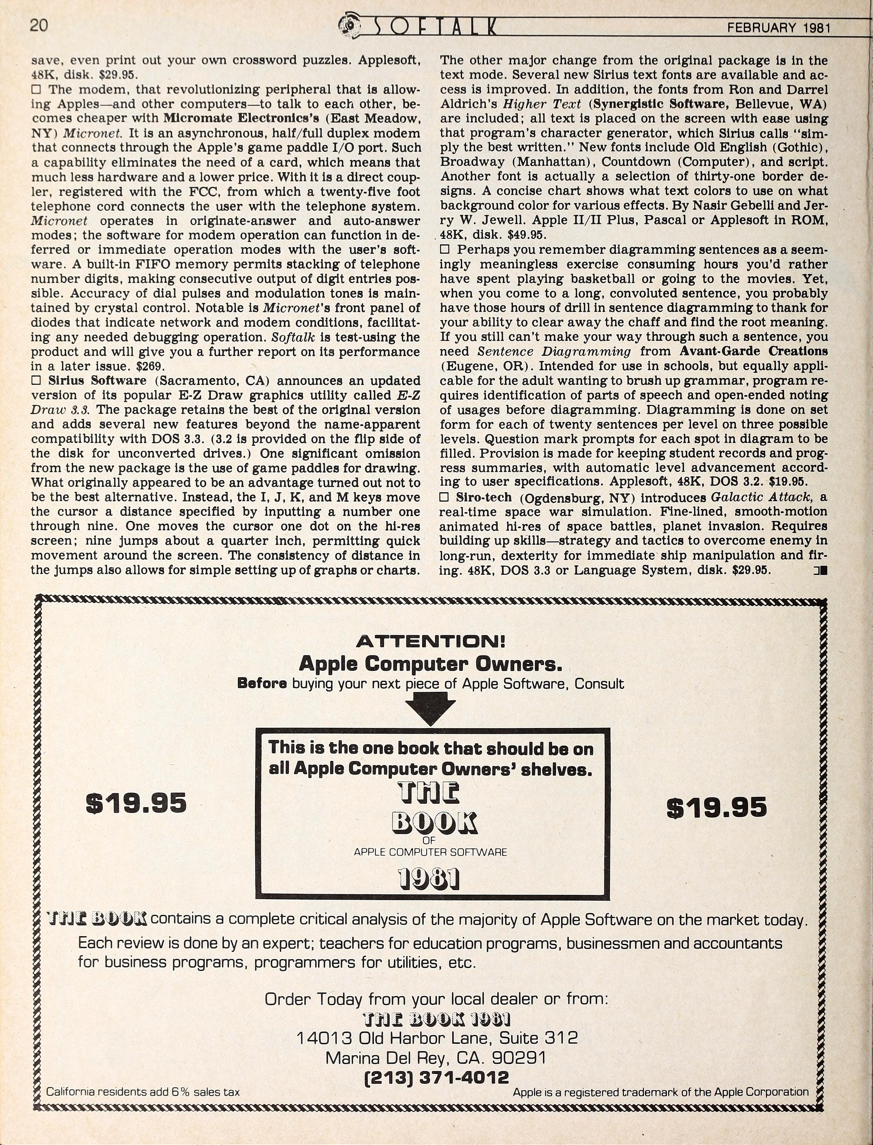 20
SOFTALK
FEBRUARY 1981
save, even print out your own crossword puzzles. Applesoft,
48K, disk. $29.95.
□ The modem, that revolutionizing peripheral that is allow-
ing Apples—and other computers—to talk to each other, be-
comes cheaper with Micromate Electronics's (East Meadow,
NY) Micronet. It is an asynchronous, half/full duplex modem
that connects through the Apple's game paddle I/O port. Such
a capability eliminates the need of a card, which means that
much less hardware and a lower price. With it is a direct coup-
ler, registered with the FCC, from which a twenty-five foot
telephone cord connects the user with the telephone system.
Micronet operates in originate-answer and auto-answer
modes; the software for modem operation can function in de-
ferred or immediate operation modes with the user's soft-
ware. A built-in FIFO memory permits stacking of telephone
number digits, making consecutive output of digit entries pos-
sible. Accuracy of dial pulses and modulation tones is main-
tained by crystal control. Notable is Micronet's front panel of
diodes that indicate network and modem conditions, facilitat-
ing any needed debugging operation. Softalk is test-using the
product and will give you a further report on its performance
in a later issue. $269.
□ Sirius Software (Sacramento, CA) announces an updated
version of its popular E-Z Draw graphics utility called E-Z
Draw 3.3. The package retains the best of the original version
and adds several new features beyond the name-apparent
compatibility with DOS 3.3. (3.2 is provided on the flip side of
the disk for unconverted drives.) One significant omission
from the new package is the use of game paddles for drawing.
What originally appeared to be an advantage turned out not to
be the best alternative. Instead, the I, J, K, and M keys move
the cursor a distance specified by inputting a number one
through nine. One moves the cursor one dot on the hi-res
screen; nine jumps about a quarter inch, permitting quick
movement around the screen. The consistency of distance in
the jumps also allows for simple setting up of graphs or charts.
The other major change from the original package is in the
text mode. Several new Sirius text fonts are available and ac-
cess is improved. In addition, the fonts from Ron and Darrel
Aldrich's Higher Text (Synergistic Software, Bellevue, WA)
are included; all text is placed on the screen with ease using
that program's character generator, which Sirius calls "sim-
ply the best written." New fonts include Old English (Gothic),
Broadway (Manhattan), Countdown (Computer), and script.
Another font is actually a selection of thirty-one border de-
signs. A concise chart shows what text colors to use on what
background color for various effects. By Nasir Gebelli and Jer-
ry W. Jewell. Apple II/II Plus, Pascal or Applesoft in ROM,
48K, disk. $49.95.
□ Perhaps you remember diagramming sentences as a seem-
ingly meaningless exercise consuming hours you'd rather
have spent playing basketball or going to the movies. Yet,
when you come to a long, convoluted sentence, you probably
have those hours of drill in sentence diagramming to thank for
your ability to clear away the chaff and find the root meaning.
If you still can't make your way through such a sentence, you
need Sentence Diagramming from Avant-Garde Creations
(Eugene, OR). Intended for use in schools, but equally appli-
cable for the adult wanting to brush up grammar, program re-
quires identification of parts of speech and open-ended noting
of usages before diagramming. Diagramming is done on set
form for each of twenty sentences per level on three possible
levels. Question mark prompts for each spot in diagram to be
filled. Provision is made for keeping student records and prog-
ress summaries, with automatic level advancement accord-
ing to user specifications. Applesoft, 48K, DOS 3.2. $19.95.
□ Siro-tech (Ogdensburg, NY) introduces Galactic Attack, a
real-time space war simulation. Fine-lined, smooth-motion
animated hi-res of space battles, planet invasion. Requires
building up skills—strategy and tactics to overcome enemy in
long-run, dexterity for immediate ship manipulation and fir-
ing. 48K, DOS 3.3 or Language System, disk. $29.95.
ATTENTION!
Apple Computer Owners.
Before buying your next piece of Apple Software, Consult
This is the one book that should be on
all Apple Computer Owners' shelves.
THE
BOOK
OF
APPLE COMPUTER SOFTWARE
1981
$19.95
$19.95
THE BOOK contains a complete critical analysis of the majority of Apple Software on the market today.
Each review is done by an expert; teachers for education programs, businessmen and accountants
for business programs, programmers for utilities, etc.
Order Today from your local dealer or from:
THE BOOK 1981
14013 Old Harbor Lane, Suite 312
Marina Del Rey, CA. 90291
(213) 371-4012
California residents add 6% sales tax
Apple is a registered trademark of the Apple Corporation